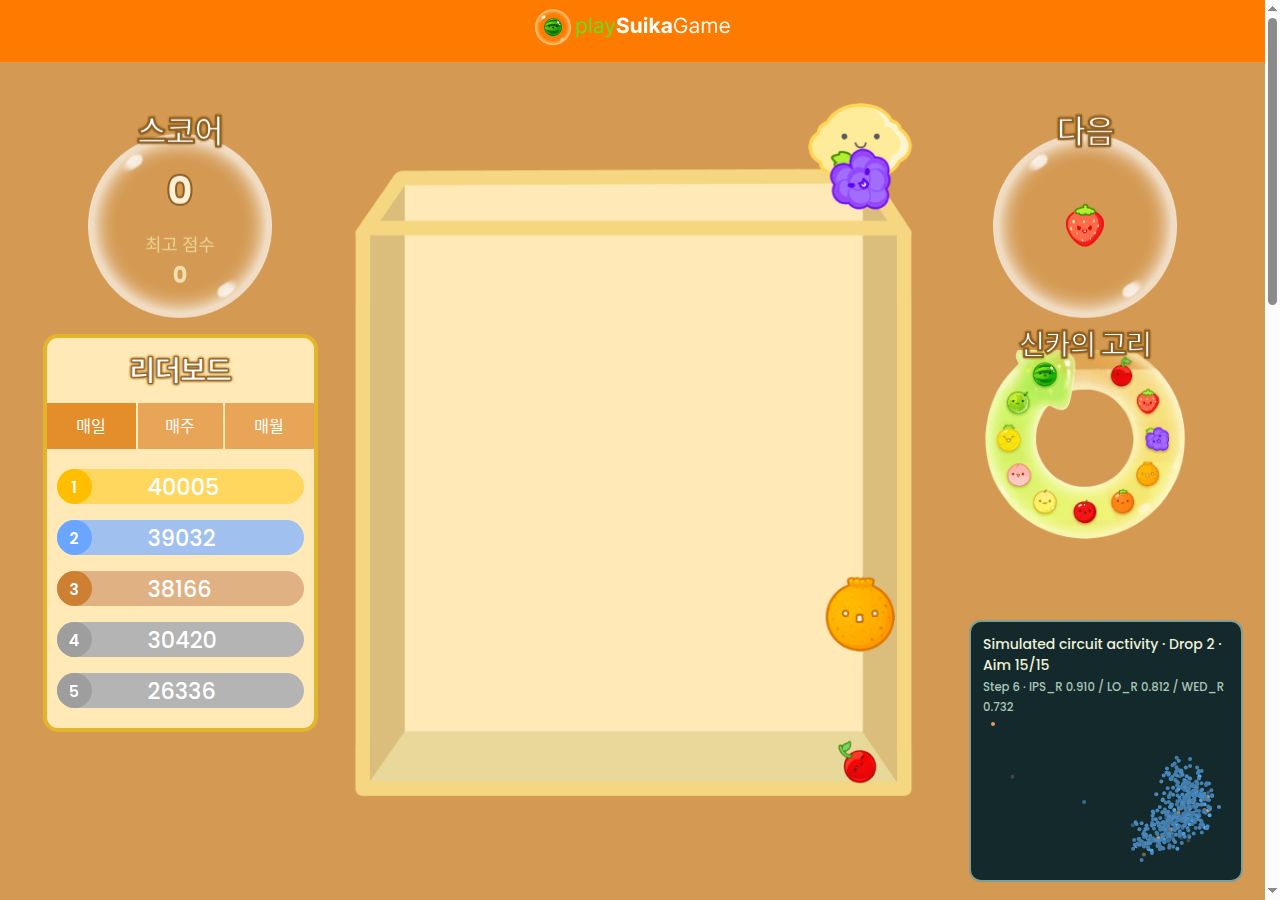 playSuikaGame
스코어
0
최고 점수
0
다음
신카의 고리
리더보드
매일 매주 매월
1 40005
2 39032
3 38166
4 30420
5 26336
Simulated circuit activity · Drop 2 ·
Aim 15/15
Step 6 · IPS_R 0.910 / LO_R 0.812 / WED_R
0.732